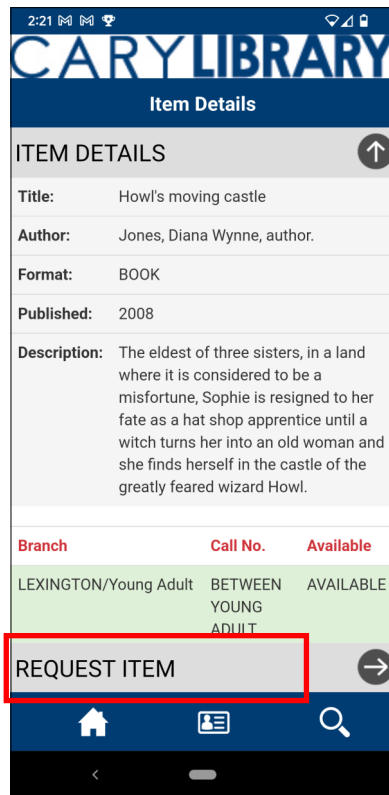 2:21
CARYLIBRARY
Item Details
ITEM DETAILS
Title: Howl's moving castle
Author: Jones, Diana Wynne, author.
Format: BOOK
Published: 2008
Description: The eldest of three sisters, in a land
where it is considered to be a
misfortune, Sophie is resigned to her
fate as a hat shop apprentice until a
witch turns her into an old woman and
she finds herself in the castle of the
greatly feared wizard Howl.
Branch Call No. Available
LEXINGTON/Young Adult BETWEEN AVAILABLE
YOUNG
ADULT
REQUEST ITEM